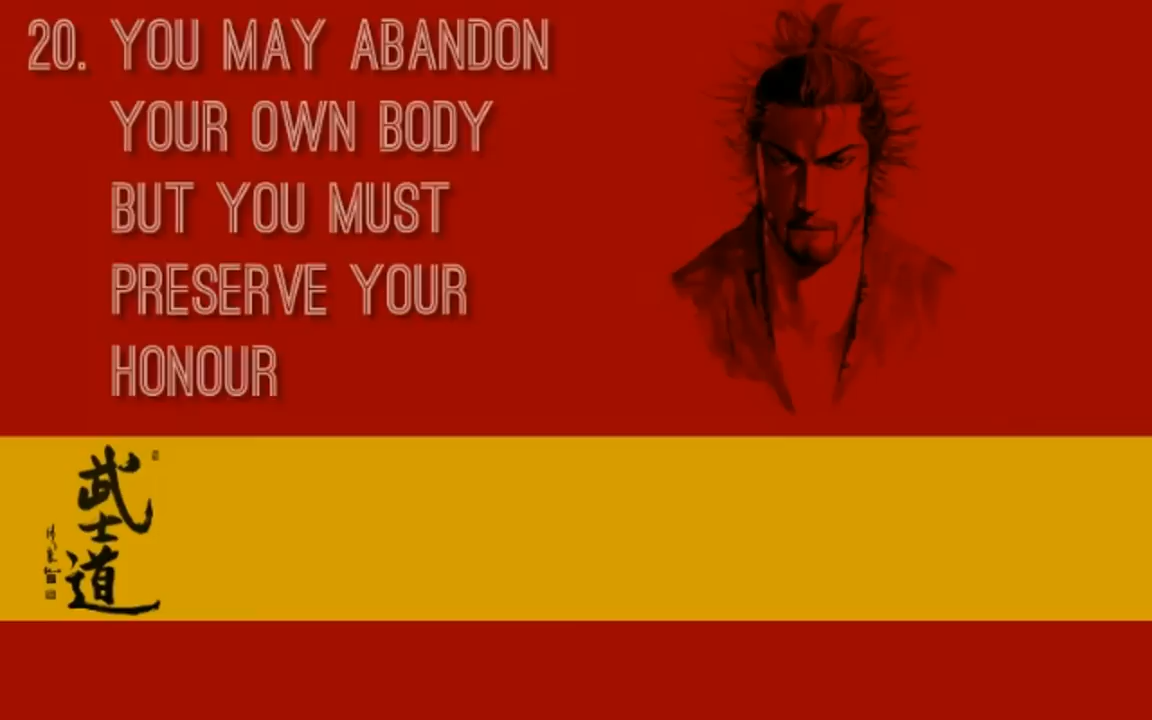 20. YOU MAY ABANDON
YOUR OWN BODY
BUT YOU MUST
PRESERVE YOUR
HONOUR
武士道